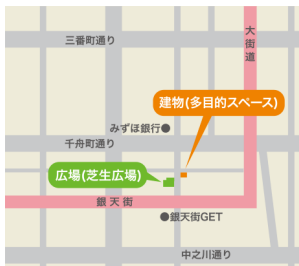 大街道
三番町通り
建物(多目的スペース)
みずほ銀行●
千舟町通り
広場(芝生広場)
銀天街
●銀天街GET
中之川通り